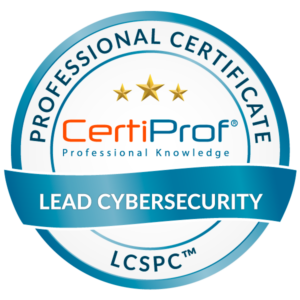 PROFESSIONAL CERTIFICATE
CertiProf®
Professional Knowledge
LEAD CYBERSECURITY
LCSPC™